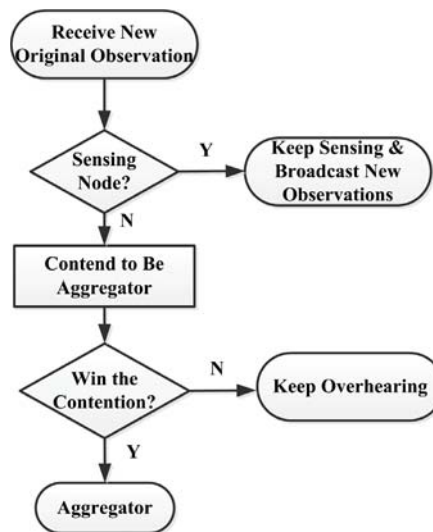 Receive New
Original Observation
Sensing
Node?
Y
Keep Sensing &
Broadcast New
Observations
N
Contend to Be
Aggregator
Win the
Contention?
N
Keep Overhearing
Y
Aggregator